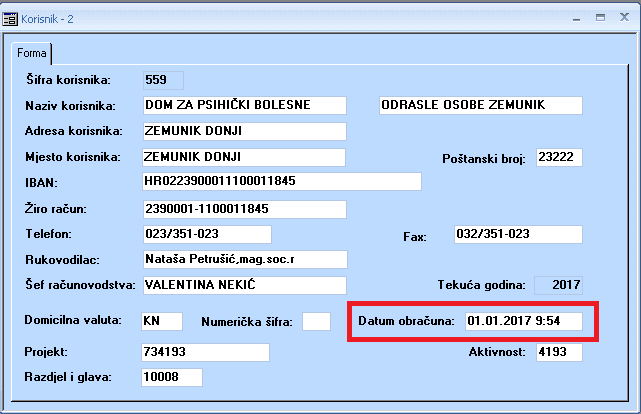 Korisnik - 2
Forma
Šifra korisnika: 559
Naziv korisnika: DOM ZA PSIHIČKI BOLESNE ODRASLE OSOBE ZEMUNIK
Adresa korisnika: ZEMUNIK DONJI
Mjesto korisnika: ZEMUNIK DONJI Poštanski broj: 23222
IBAN: HR0223900011100011845
Žiro račun: 2390001-1100011845
Telefon: 023/351-023 Fax: 032/351-023
Rukovodilac: Nataša Petrušić,mag.soc.r
Šef računovodstva: VALENTINA NEKIĆ Tekuća godina: 2017
Domicilna valuta: KN Numerička šifra: Datum obračuna: 01.01.2017 9:54
Projekt: 734193 Aktivnost: 4193
Razdjel i glava: 10008